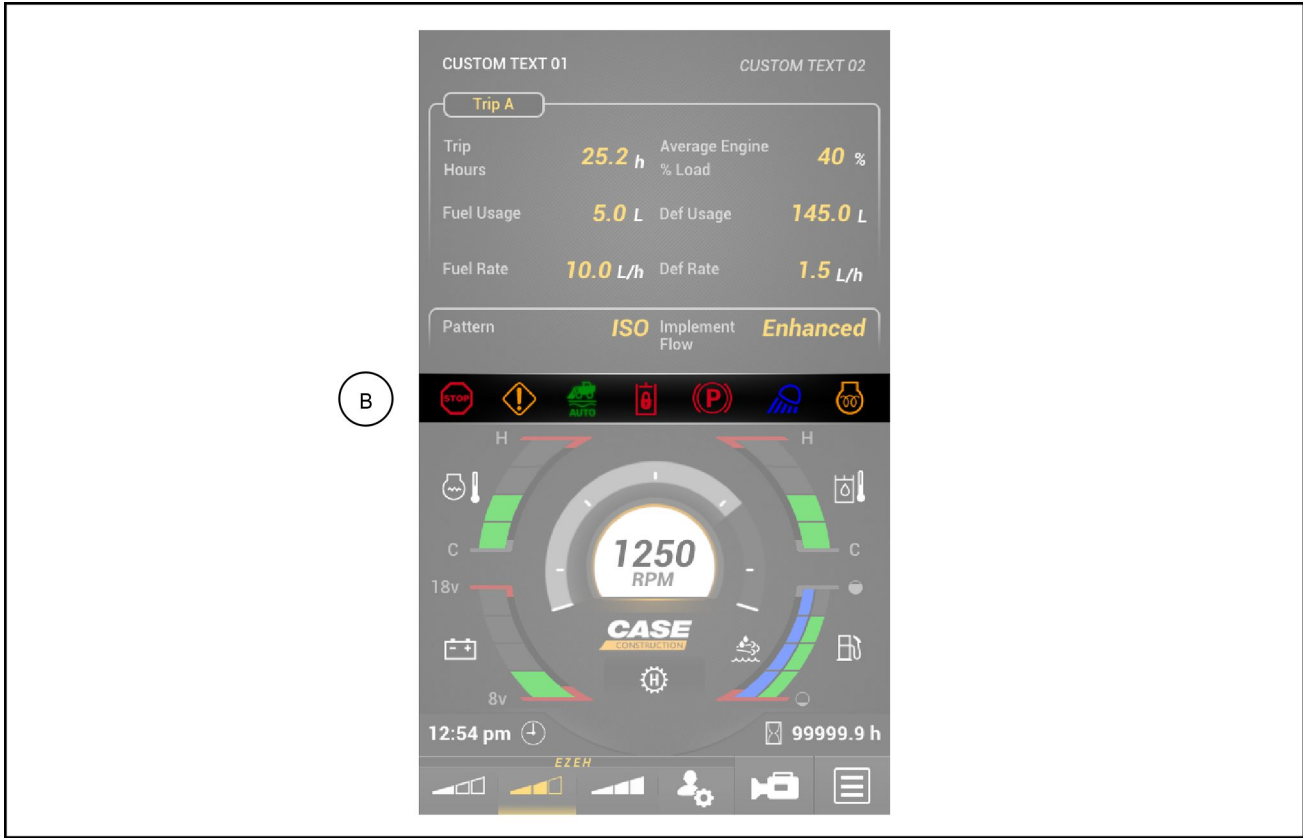 CUSTOM TEXT 01 CUSTOM TEXT 02
Trip A
Trip Hours 25.2 h Average Engine % Load 40 %
Fuel Usage 5.0 L Def Usage 145.0 L
Fuel Rate 10.0 L/h Def Rate 1.5 L/h
Pattern ISO Implement Flow Enhanced
B
STOP AUTO P
H H
1250
RPM
C C
18v
CASE
CONSTRUCTION
H
8v
12:54 pm 99999.9 h
EZEH